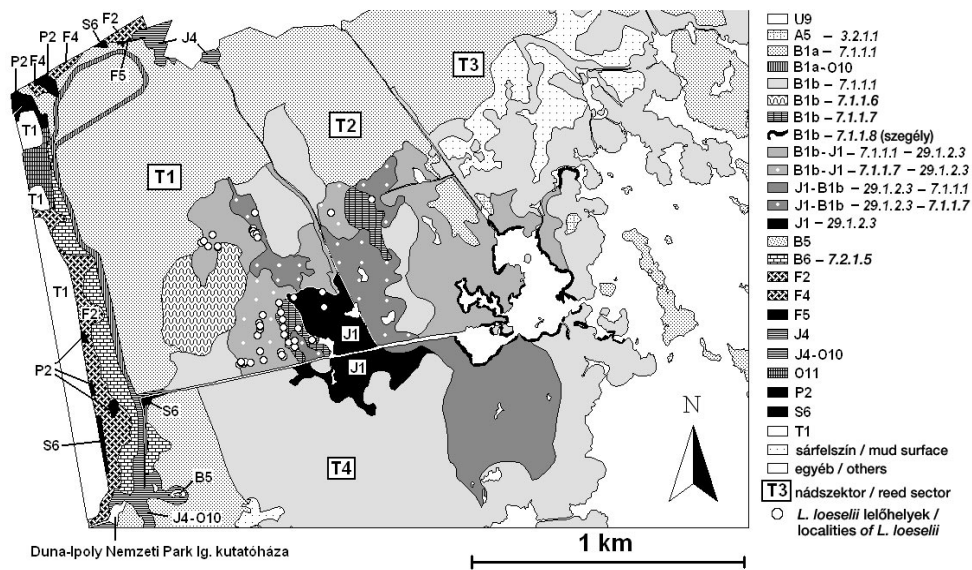 S6 F2
P2 F4
J4
P2 F4
F5
T1
T1
T1
T2
T3
T1
F2
J1
J1
P2
S6
S6
T4
B5
J4-O10
Duna-Ipoly Nemzeti Park Ig. kutatóháza
N
1 km
U9
A5 – 3.2.1.1
B1a – 7.1.1.1
B1a-O10
B1b – 7.1.1.1
B1b – 7.1.1.6
B1b – 7.1.1.7
B1b – 7.1.1.8 (szegély)
B1b-J1 – 7.1.1.1 – 29.1.2.3
B1b-J1 – 7.1.1.7 – 29.1.2.3
J1-B1b – 29.1.2.3 – 7.1.1.1
J1-B1b – 29.1.2.3 – 7.1.1.7
J1 – 29.1.2.3
B5
B6 – 7.2.1.5
F2
F4
F5
J4
J4-O10
O11
P2
S6
T1
sárfelszín / mud surface
egyéb / others
T3 nádszektor / reed sector
L. loeselii lelőhelyek /
localities of L. loeselii